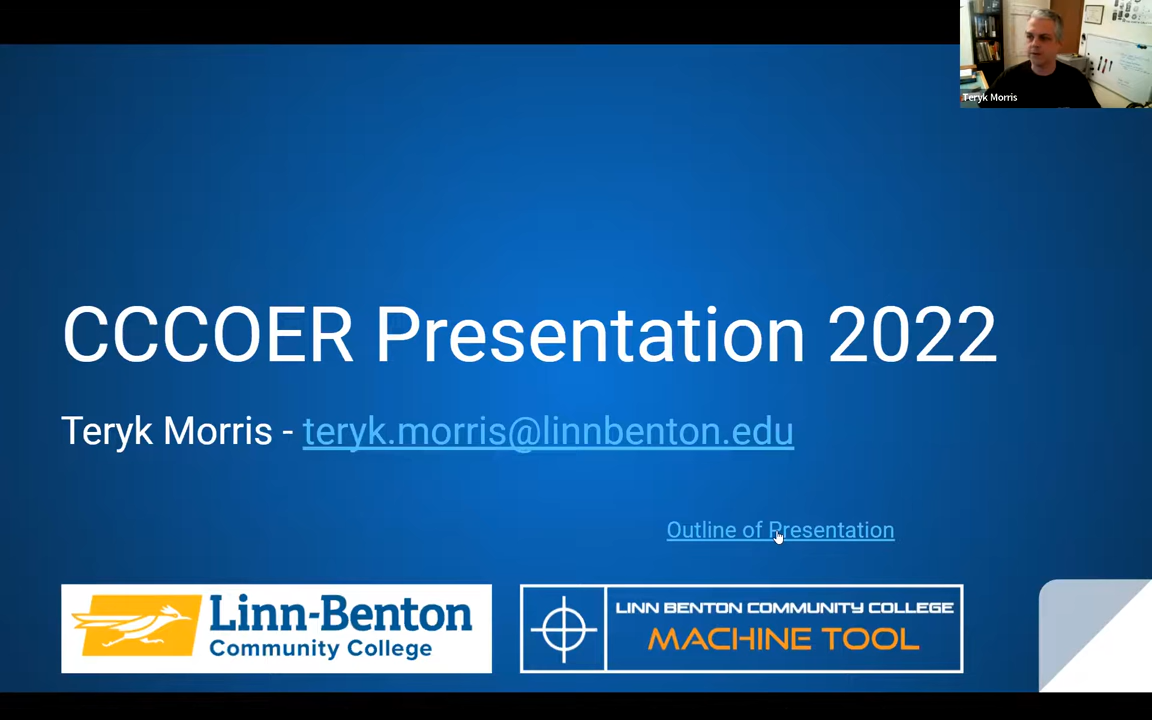 Teryk Morris
CCCOER Presentation 2022
Teryk Morris - teryk.morris@linnbenton.edu
Outline of Presentation
Linn-Benton
Community College
LINN BENTON COMMUNITY COLLEGE
MACHINE TOOL